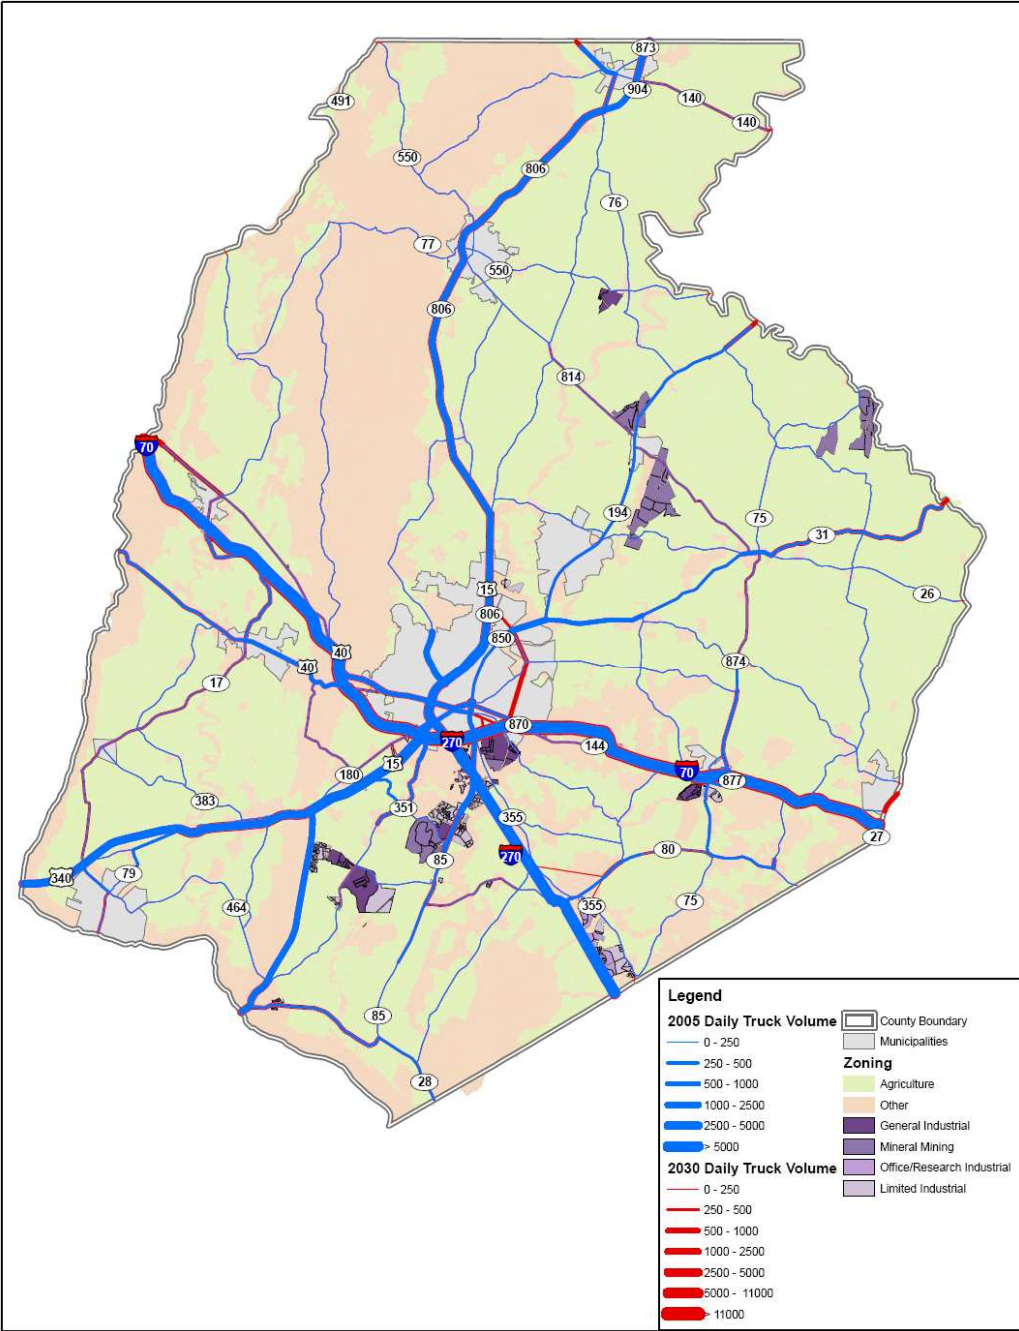 873
904
140
140
491
550
806
76
77
550
806
814
70
194
75
31
15
26
806
850
40
40
874
17
870
270
144
15
70
180
877
351
383
355
27
80
270
85
79
340
355
75
464
85
28
Legend
2005 Daily Truck Volume
0 - 250
250 - 500
500 - 1000
1000 - 2500
2500 - 5000
> 5000
2030 Daily Truck Volume
0 - 250
250 - 500
500 - 1000
1000 - 2500
2500 - 5000
5000 - 11000
> 11000
County Boundary
Municipalities
Zoning
Agriculture
Other
General Industrial
Mineral Mining
Office/Research Industrial
Limited Industrial